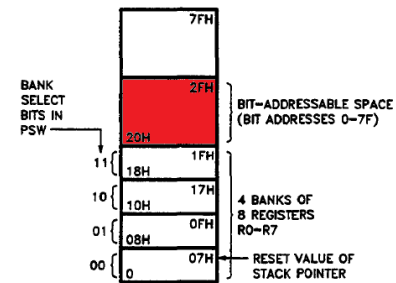 7FH
BANK
SELECT
BITS IN
PSW
2FH
20H
BIT-ADDRESSABLE SPACE
(BIT ADDRESSES 0-7F)
11
1FH
18H
10
17H
10H
4 BANKS OF
8 REGISTERS
R0-R7
01
0FH
08H
00
07H
0
RESET VALUE OF
STACK POINTER